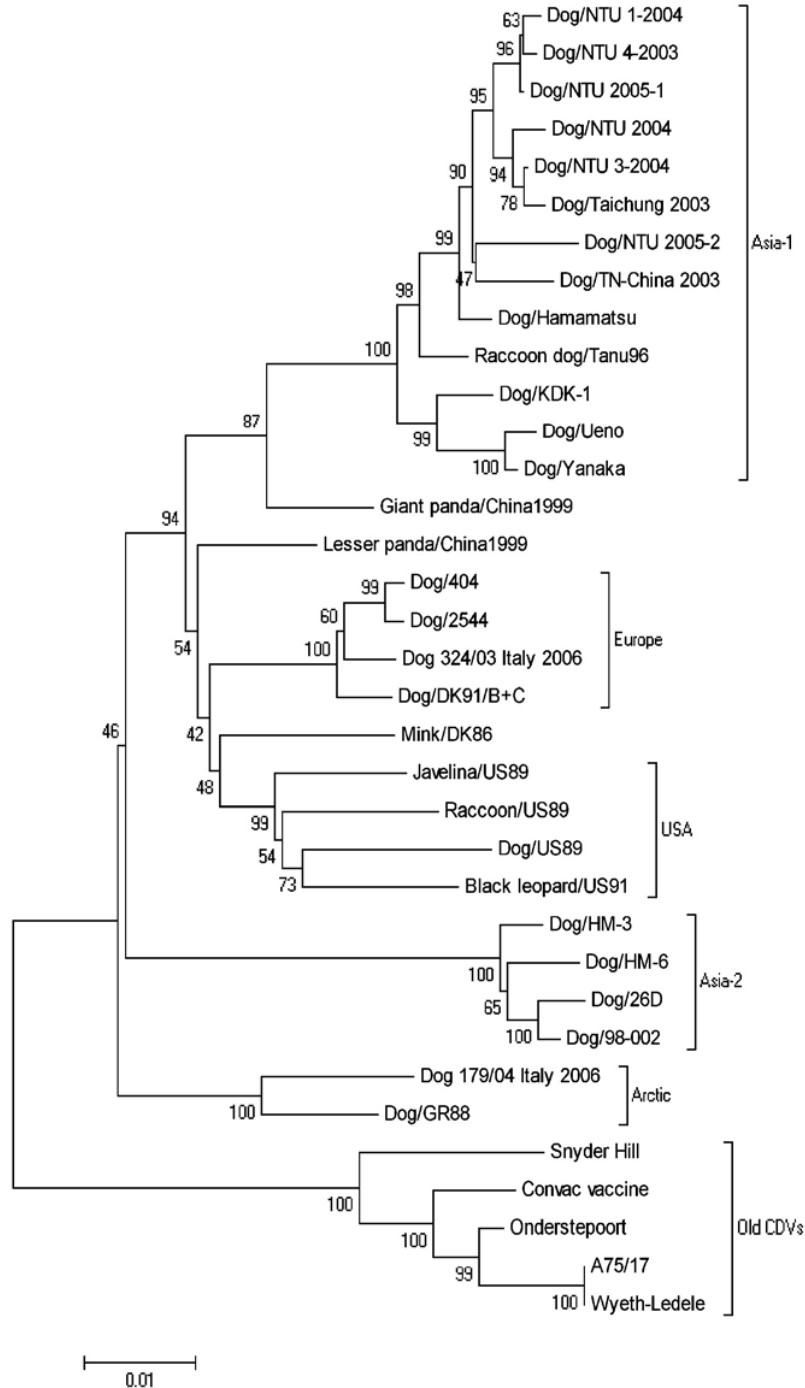 63
Dog/NTU 1-2004
96
Dog/NTU 4-2003
95
Dog/NTU 2005-1
Dog/NTU 2004
90
94
Dog/NTU 3-2004
78
Dog/Taichung 2003
99
Dog/NTU 2005-2
Asia-1
47
Dog/TN-China 2003
98
Dog/Hamamatsu
100
Raccoon dog/Tanu96
Dog/KDK-1
87
99
Dog/Ueno
100
Dog/Yanaka
94
Giant panda/China1999
Lesser panda/China1999
99
Dog/404
60
Dog/2544
54
100
Europe
Dog 324/03 Italy 2006
Dog/DK91/B+C
46
42
Mink/DK86
48
Javelina/US89
99
Raccoon/US89
USA
54
Dog/US89
73
Black leopard/US91
Dog/HM-3
100
Dog/HM-6
Asia-2
65
Dog/26D
100
Dog/98-002
Dog 179/04 Italy 2006
Arctic
100
Dog/GR88
Snyder Hill
100
Convac vaccine
100
Onderstepoort
Old CDVs
99
A75/17
100
Wyeth-Ledele
0.01